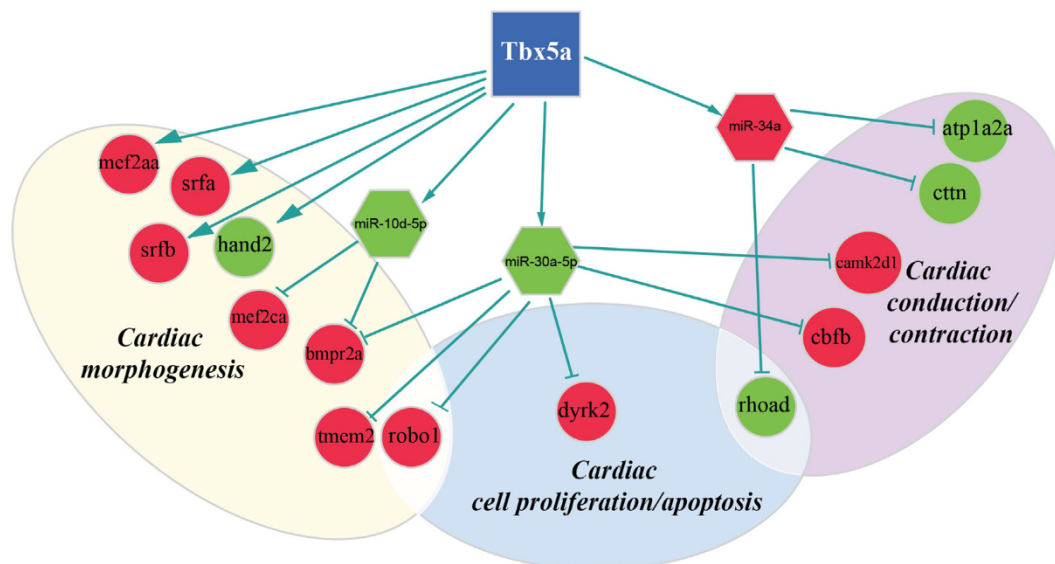 Tbx5a
miR-34a
atp1a2a
mef2aa
srfa
cttn
miR-10d-5p
srfb
hand2
miR-30a-5p
camk2d1
Cardiac
conduction/
contraction
mef2ca
Cardiac
morphogenesis
bmpr2a
cbfb
rhoad
dyrk2
tmem2
robo1
Cardiac
cell proliferation/apoptosis